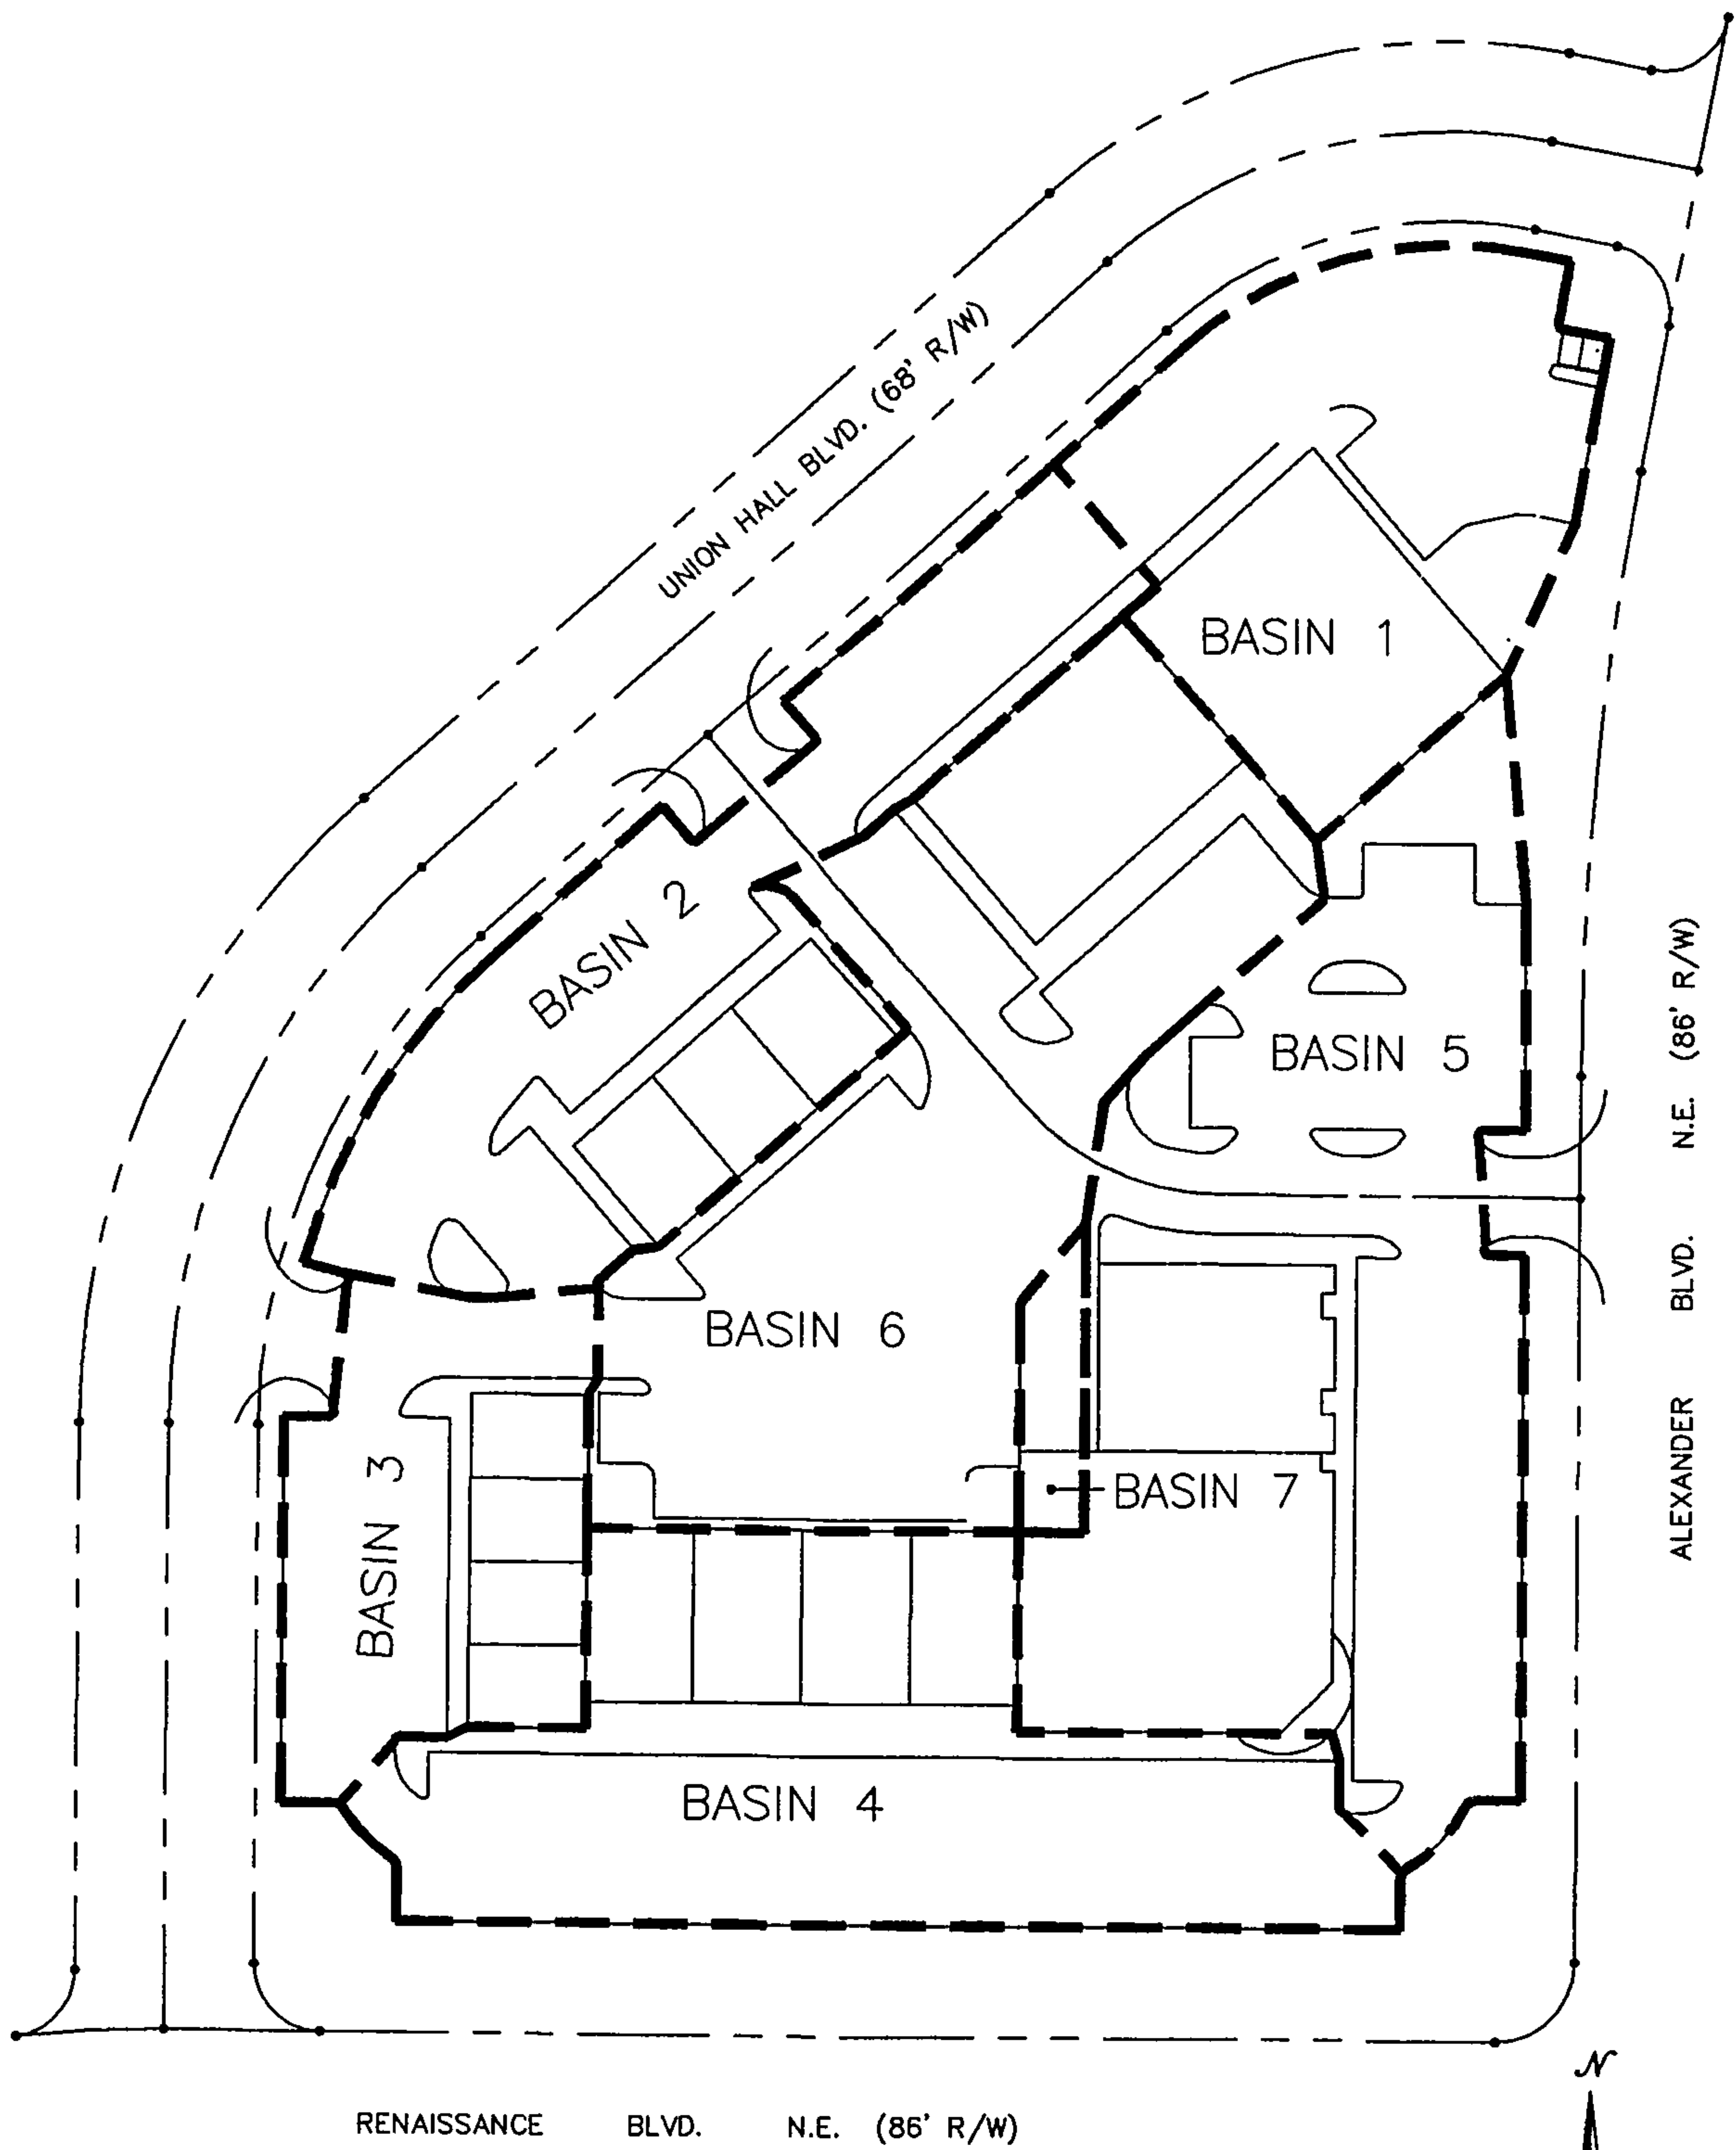 UNION HALL BLVD. (68' R/W)
BASIN 1
BASIN 2
BASIN 5
ALEXANDER BLVD. N.E. (86' R/W)
BASIN 6
BASIN 7
BASIN 3
BASIN 4
N
RENAISSANCE BLVD. N.E. (86' R/W)